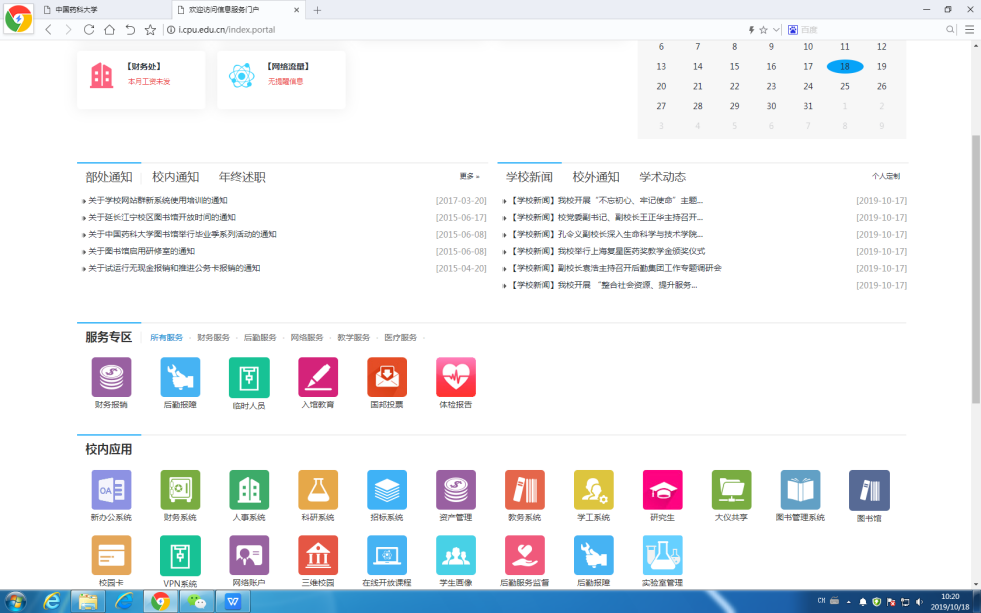 中国药科大学
欢迎访问信息服务门户
i.cpu.edu.cn/index.portal
百度
【财务处】
本月工资未发
【网络流量】
无提醒信息
6 7 8 9 10 11 12
13 14 15 16 17 18 19
20 21 22 23 24 25 26
27 28 29 30 31 1 2
3 4 5 6 7 8 9
部处通知 校内通知 年终述职 更多»
关于学校网站群新系统使用培训的通知 [2017-03-20]
关于延长江宁校区图书馆开放时间的通知 [2015-06-17]
关于中国药科大学图书馆举行毕业季系列活动的通知 [2015-06-08]
关于图书馆启用研修室的通知 [2015-06-08]
关于试运行无现金报销和推进公务卡报销的通知 [2015-04-20]
学校新闻 校外通知 学术动态 个人定制
【学校新闻】我校开展“不忘初心、牢记使命”主题... [2019-10-17]
【学校新闻】校党委副书记、副校长王正华主持召开... [2019-10-17]
【学校新闻】孔令义副校长深入生命科学与技术学院... [2019-10-17]
【学校新闻】我校举行上海复星医药奖教学金颁奖仪式 [2019-10-17]
【学校新闻】副校长袁浩主持召开后勤集团工作专题调研会 [2019-10-17]
【学校新闻】我校开展 “整合社会资源、提升服务... [2019-10-17]
服务专区 所有服务 · 财务服务 · 后勤服务 · 网络服务 · 教学服务 · 医疗服务 ·
财务报销 后勤报障 临时人员 入馆教育 国邦投票 体检报告
校内应用
OA
新办公系统 财务系统 人事系统 科研系统 招标系统 资产管理 教务系统 学工系统 研究生 大仪共享 图书管理系统 图书馆
校园卡 VPN系统 网络账户 三维校园 在线开放课程 学生画像 后勤服务监督 后勤报障 实验室管理
CH
10:20
2019/10/18